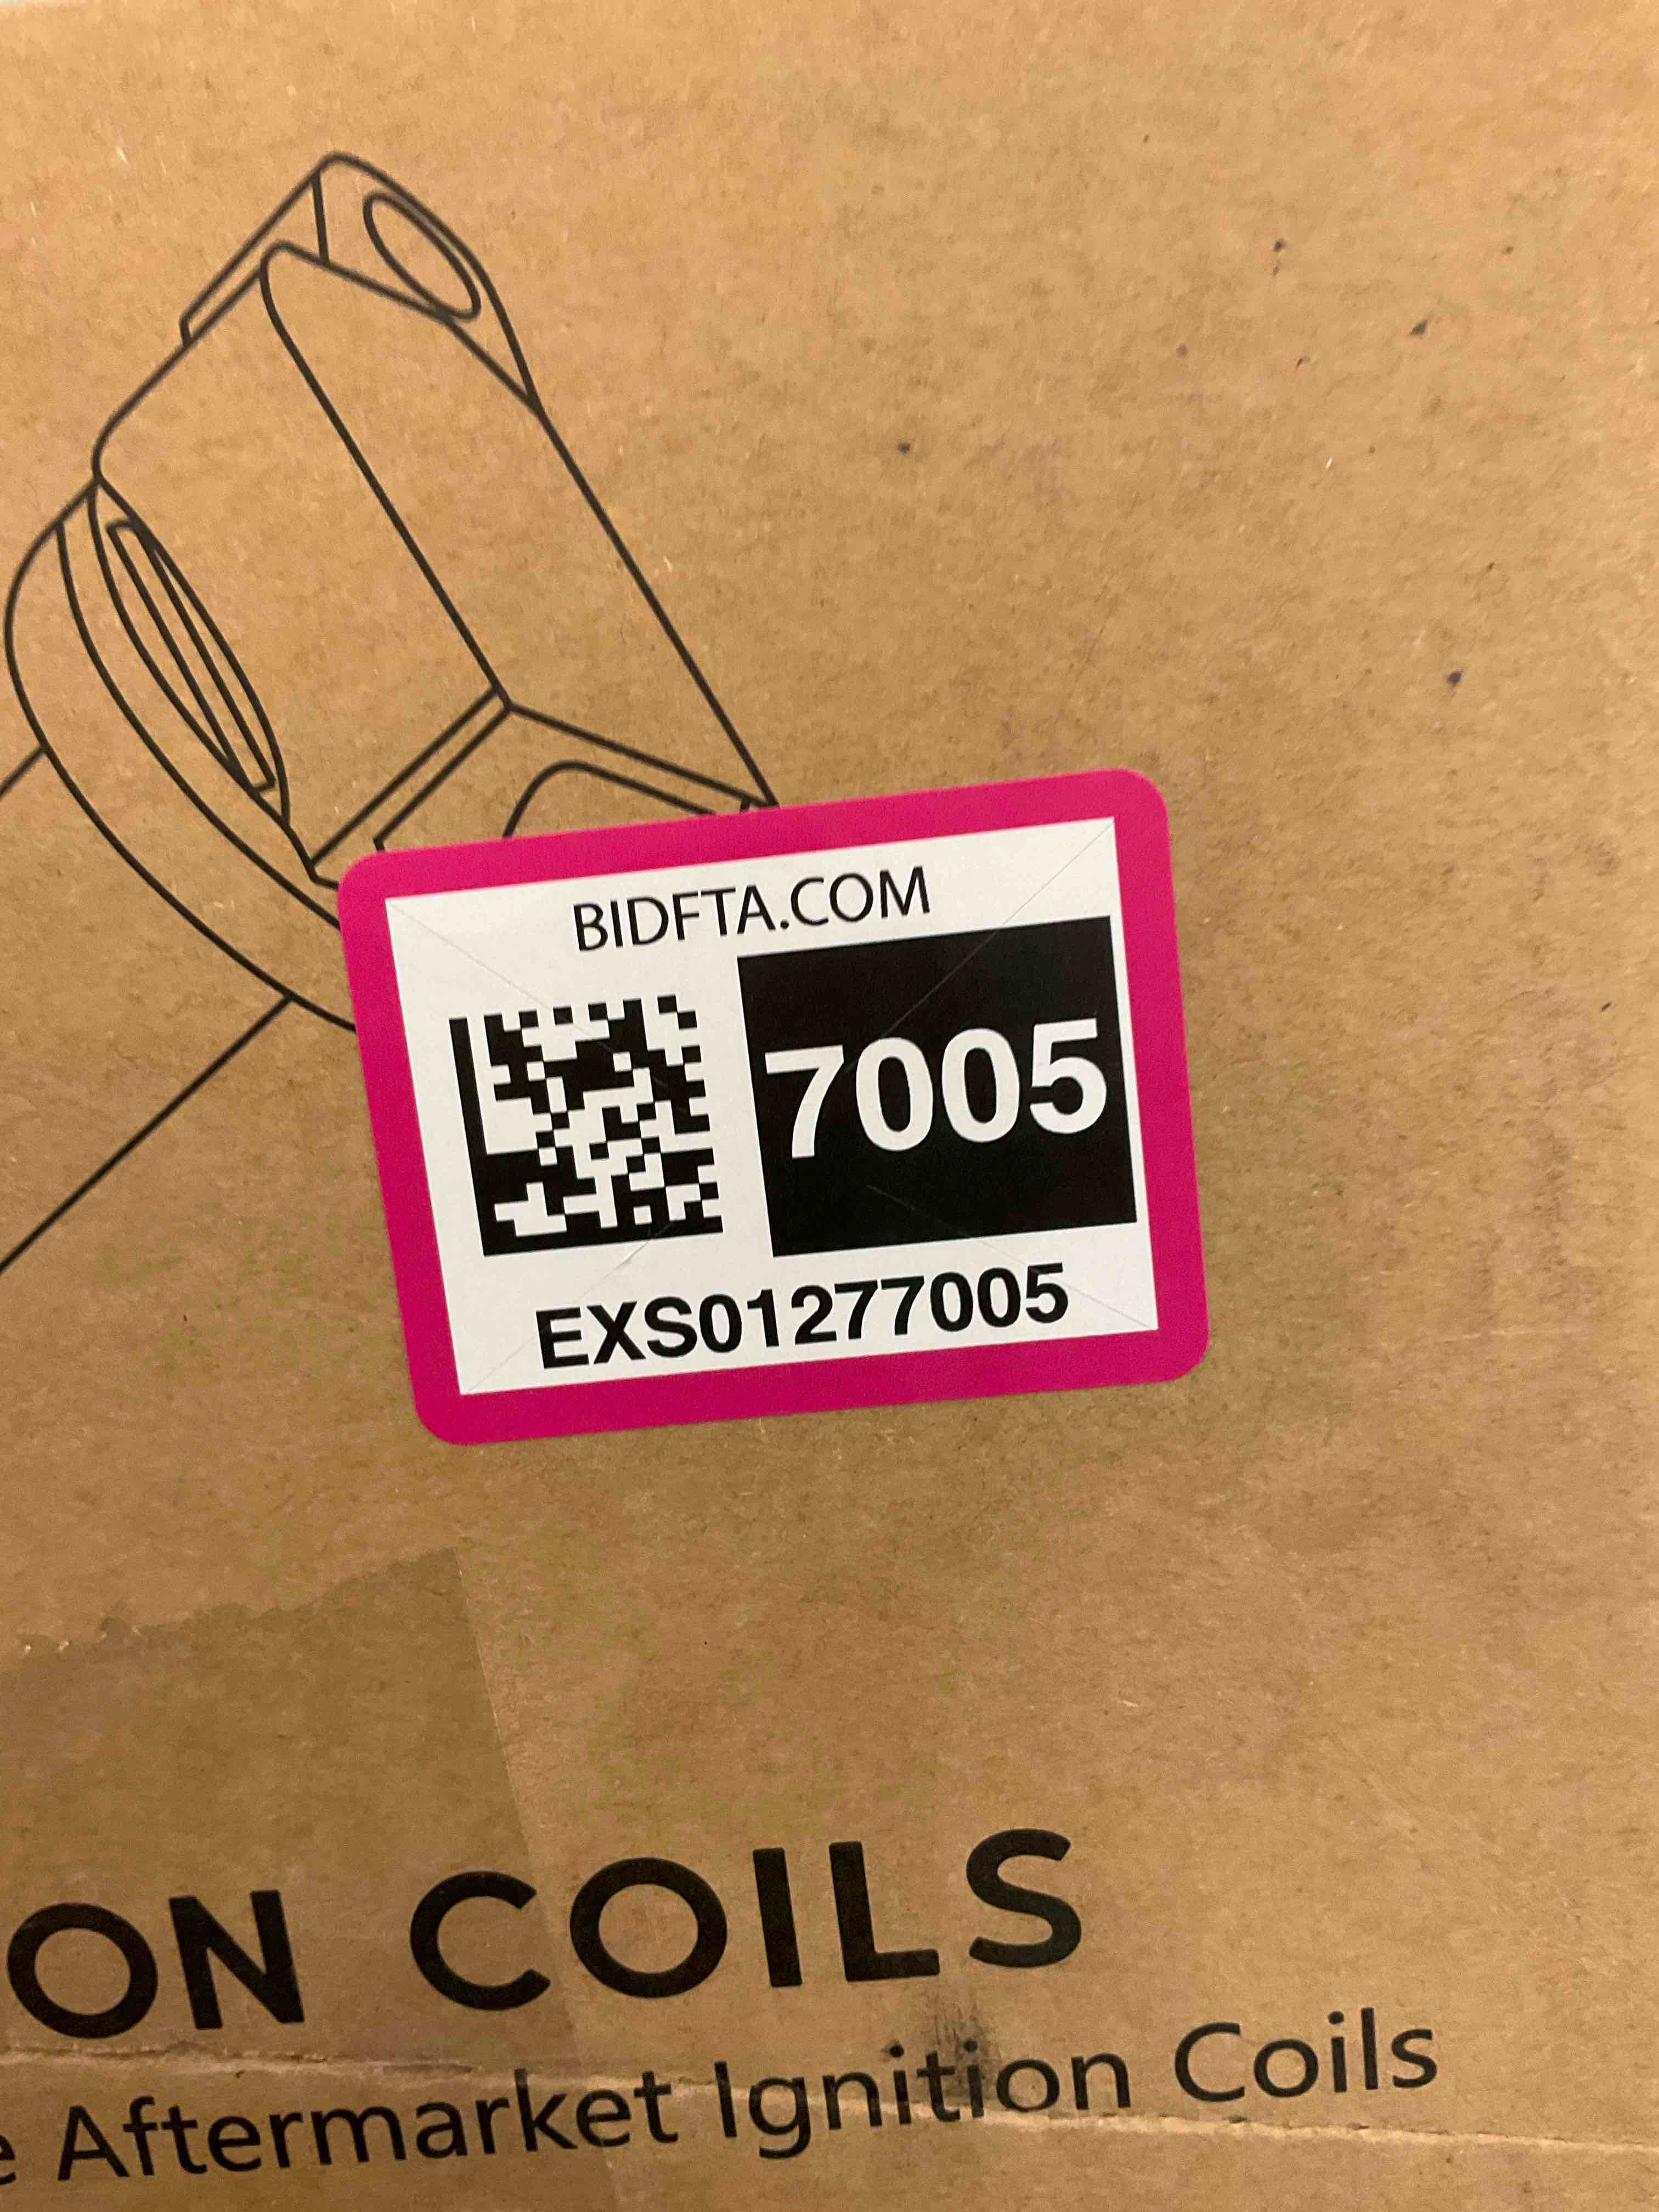 BIDFTA.COM
7005
EXS01277005
ON COILS
e Aftermarket Ignition Coils